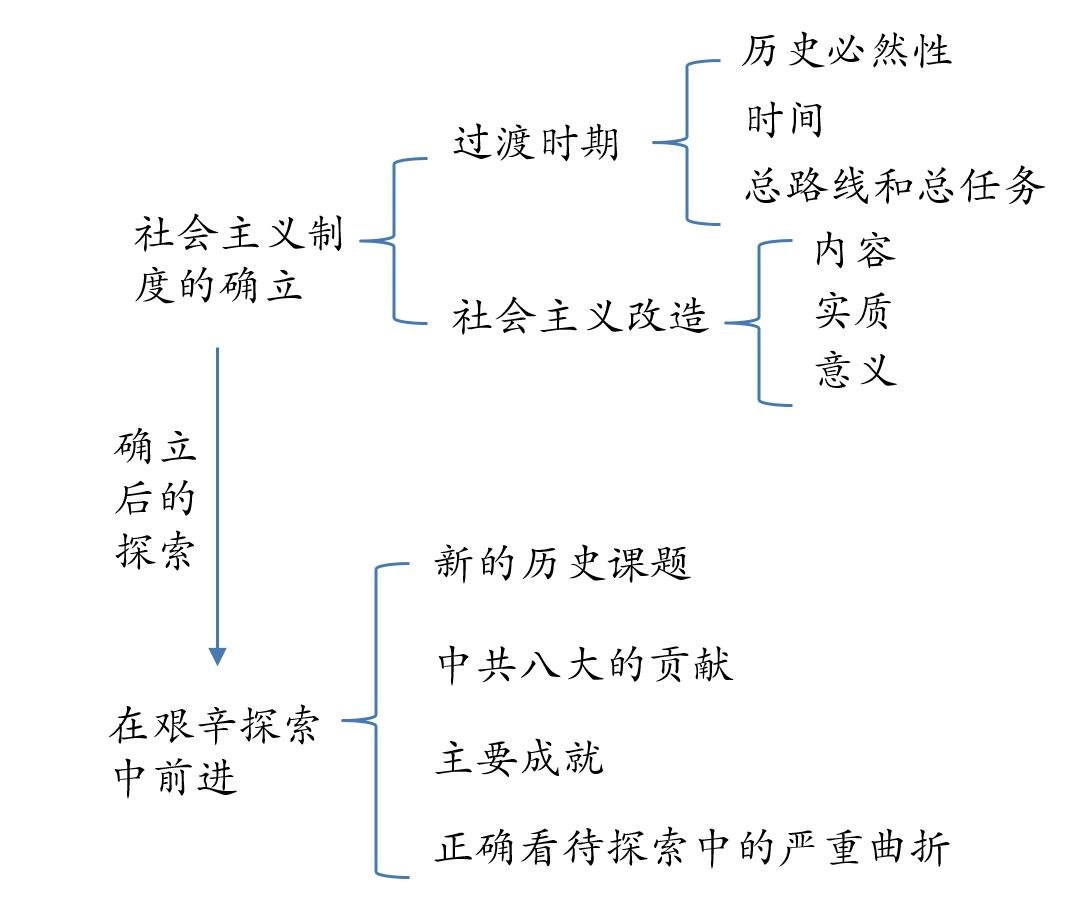 历史必然性
过渡时期
时间
总路线和总任务
社会主义制
度的确立
内容
社会主义改造
实质
意义
确立
后的
探索
新的历史课题
中共八大的贡献
在艰辛探索
中前进
主要成就
正确看待探索中的严重曲折